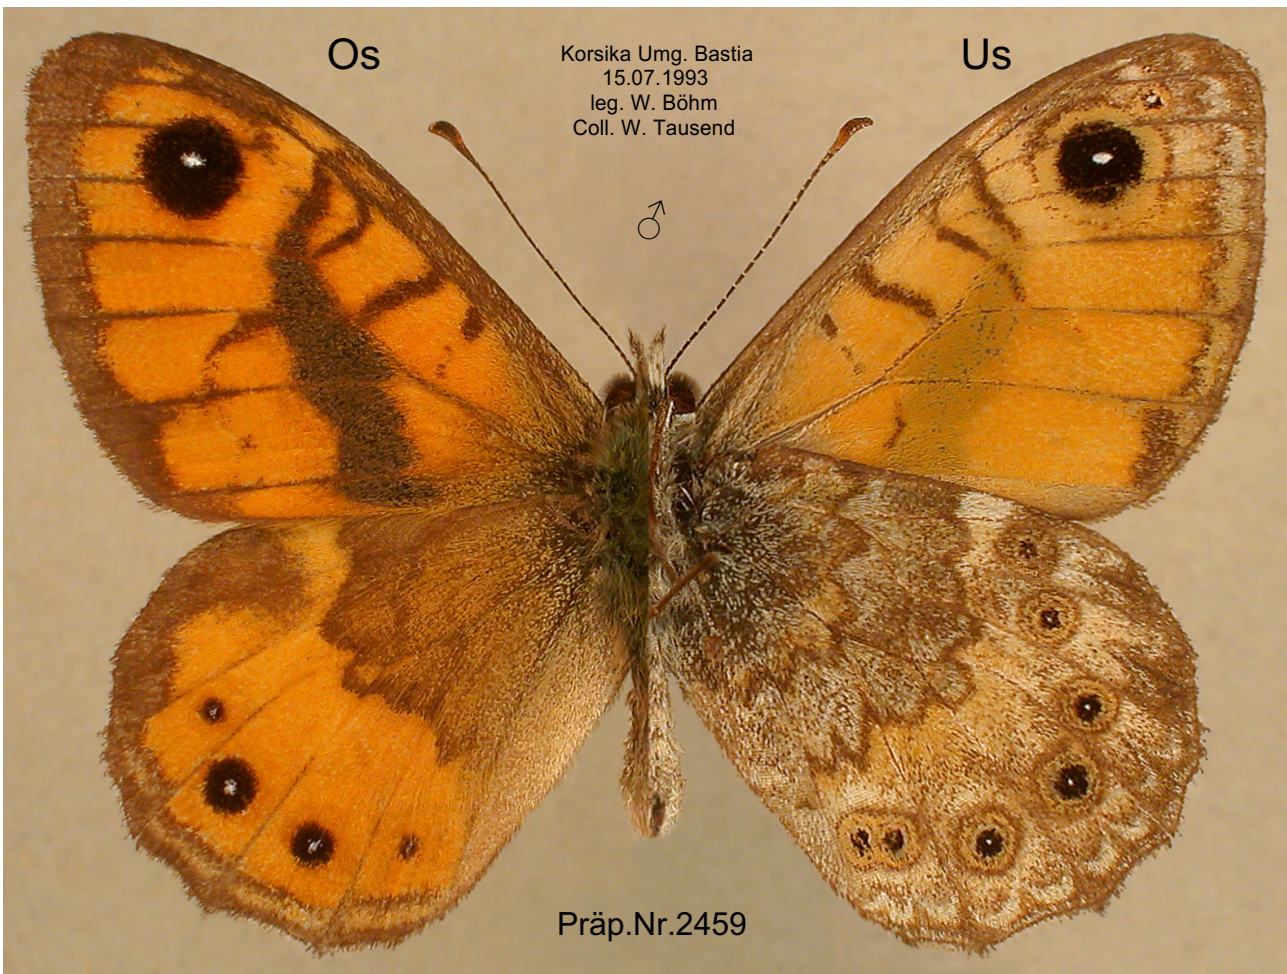 Os
Korsika Umg. Bastia
15.07.1993
leg. W. Böhm
Coll. W. Tausend
Us
♂
Präp.Nr.2459